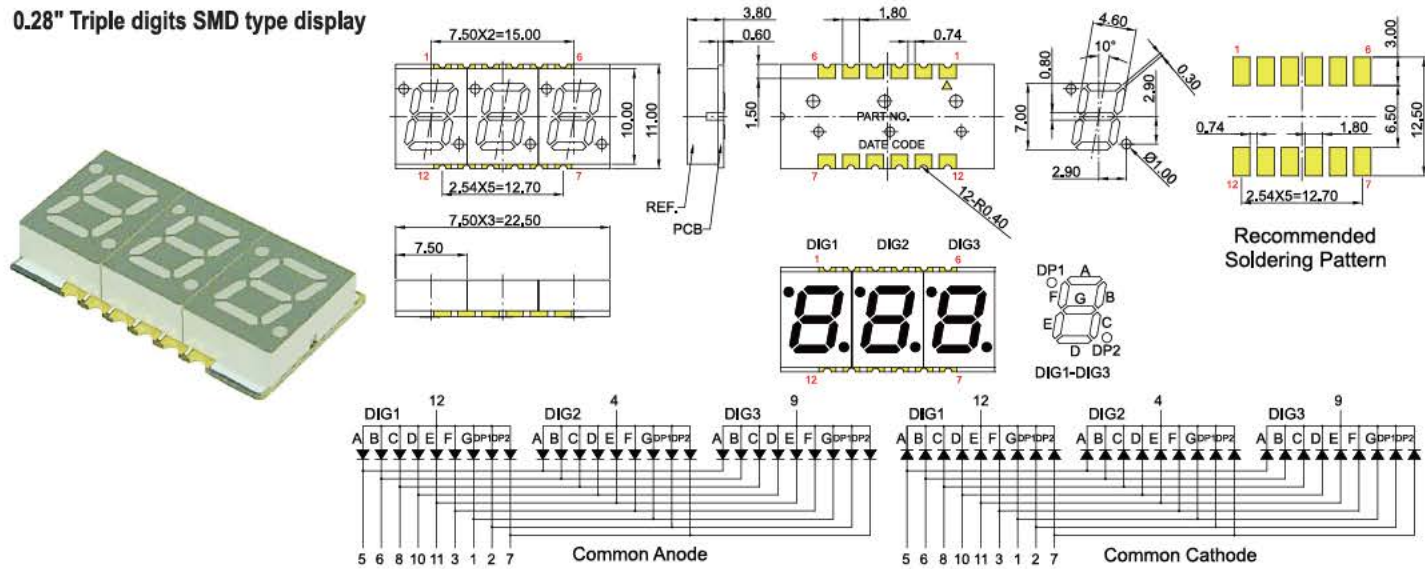 0.28" Triple digits SMD type display
7.50X2=15.00
1
6
10.00
11.00
12
7
2.54X5=12.70
7.50X3=22.50
7.50
3.80
0.60
REF.
PCB
1.80
0.74
6
1
1.50
PART NO.
DATE CODE
7
12
12-R0.40
4.60
10°
0.80
0.30
7.00
2.90
2.90
Ø1.00
1
6
3.00
0.74
1.80
6.50
12.50
12
7
2.54X5=12.70
Recommended
Soldering Pattern
DIG1 DIG2 DIG3
1
6
12
7
DP1 A
F G B
E C
D DP2
DIG1-DIG3
12 4 9
DIG1 DIG2 DIG3
A B C D E F G DP1 DP2 A B C D E F G DP1 DP2 A B C D E F G DP1 DP2
5 6 8 10 11 3 1 2 7
Common Anode
12 4 9
DIG1 DIG2 DIG3
A B C D E F G DP1 DP2 A B C D E F G DP1 DP2 A B C D E F G DP1 DP2
5 6 8 10 11 3 1 2 7
Common Cathode